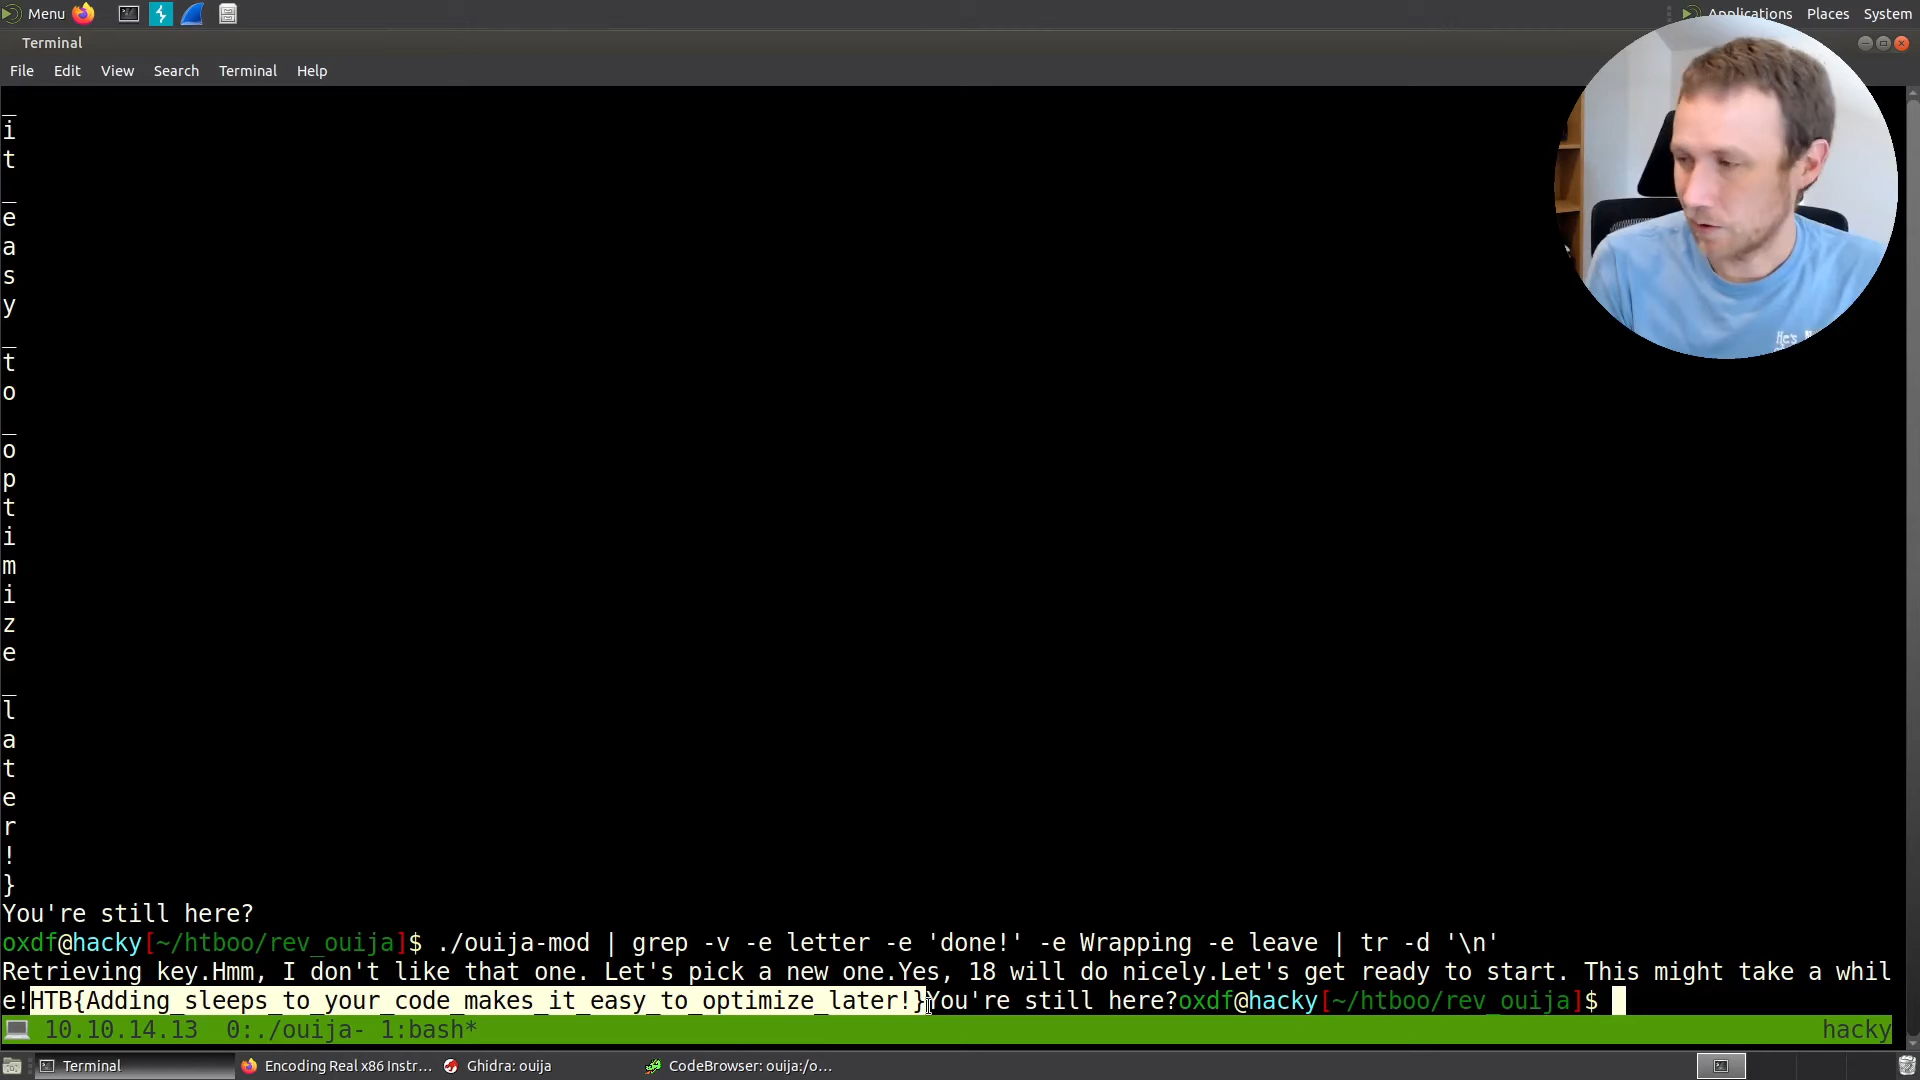 Menu
Applications Places System
Terminal
File Edit View Search Terminal Help
_
i
t
_
e
a
s
y
_
t
o
_
o
p
t
i
m
i
z
e
_
l
a
t
e
r
!
}
You're still here?
oxdf@hacky[~/htboo/rev_ouija]$ ./ouija-mod | grep -v -e letter -e 'done!' -e Wrapping -e leave | tr -d '\n'
Retrieving key.Hmm, I don't like that one. Let's pick a new one.Yes, 18 will do nicely.Let's get ready to start. This might take a whil
e!HTB{Adding_sleeps_to_your_code_makes_it_easy_to_optimize_later!}You're still here?oxdf@hacky[~/htboo/rev_ouija]$
10.10.14.13 0:./ouija- 1:bash* hacky
Terminal Encoding Real x86 Instr... Ghidra: ouija CodeBrowser: ouija:/o...
He's